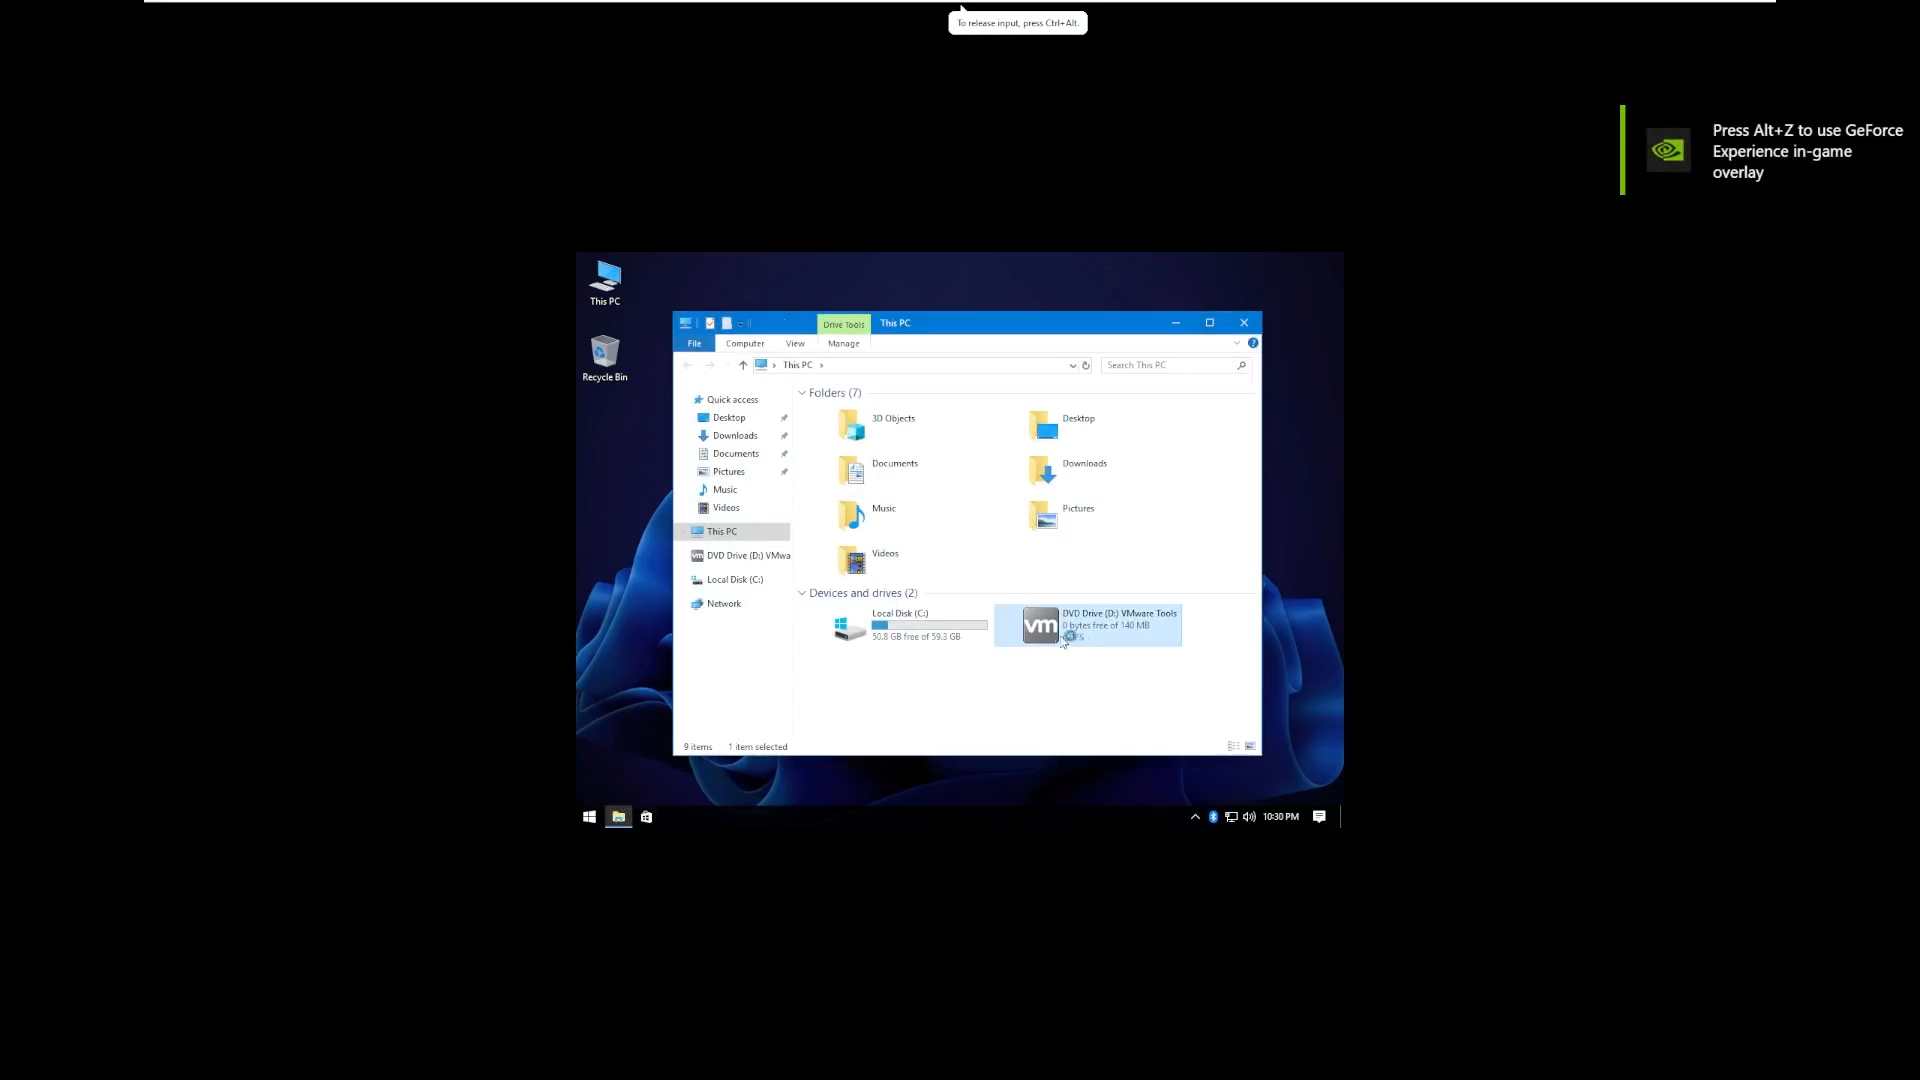 To release input, press Ctrl+Alt.
Press Alt+Z to use GeForce
Experience in-game
overlay
This PC
Recycle Bin
Drive Tools
This PC
File
Computer
View
Manage
This PC
Search This PC
Quick access
Desktop
Downloads
Documents
Pictures
Music
Videos
This PC
DVD Drive (D:) VMwa
Local Disk (C:)
Network
Folders (7)
3D Objects
Desktop
Documents
Downloads
Music
Pictures
Videos
Devices and drives (2)
Local Disk (C:)
50.8 GB free of 59.3 GB
vm
DVD Drive (D:) VMware Tools
0 bytes free of 140 MB
9 items
1 item selected
10:30 PM